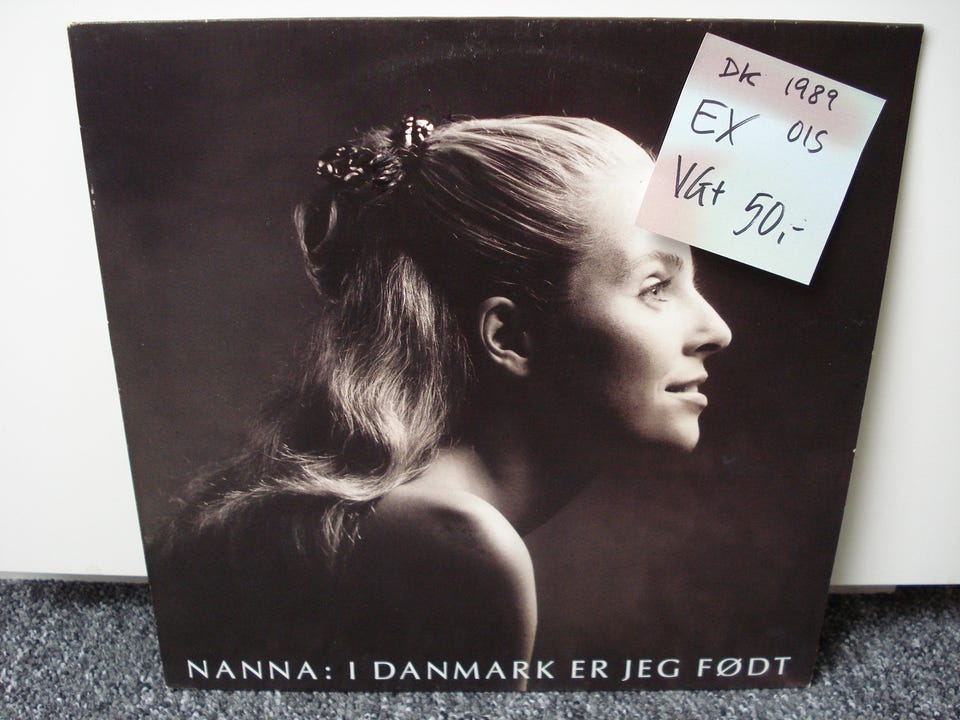 DK 1989
EX OIS
VG+ 50,-
NANNA: I DANMARK ER JEG FØDT